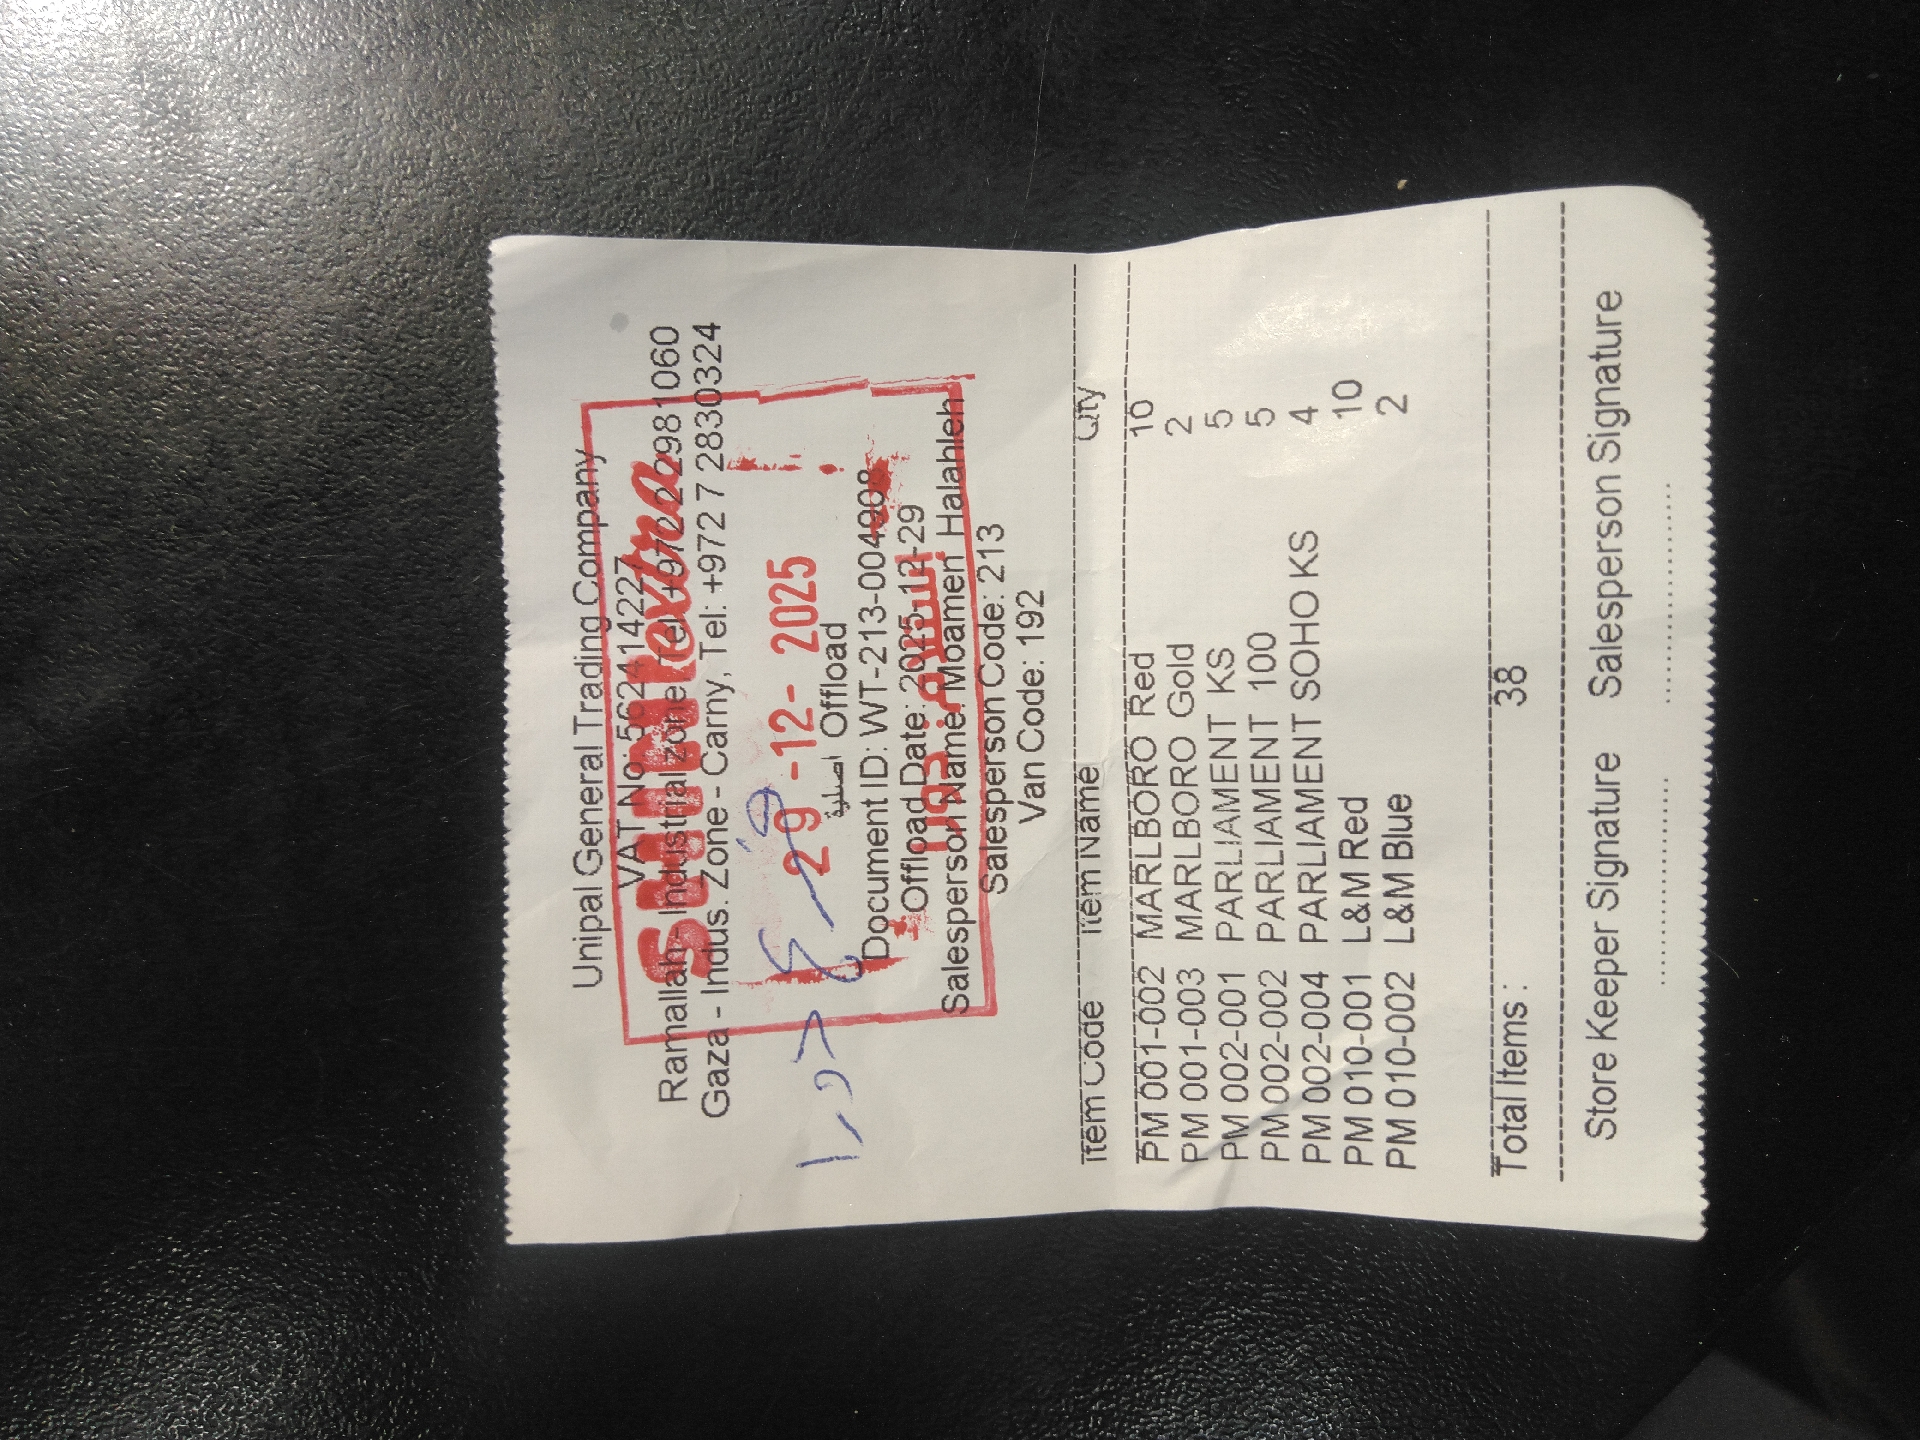 Unipal General Trading Company
VAT No: 562414227
Ramallah - Industrial zone, Tel: +972 2 2981060
Gaza - Indus. Zone - Carny, Tel: +972 7 2830324
extra
29-12-2025
اصلية Offload
Document ID: WT-213-004908
Offload Date: 2025-12-29
Salesperson Name: Moamen Halahleh
Salesperson Code: 213
Van Code: 192
Item Code Item Name Qty
PM 001-002 MARLBORO Red 10
PM 001-003 MARLBORO Gold 2
PM 002-001 PARLIAMENT KS 5
PM 002-002 PARLIAMENT 100 5
PM 002-004 PARLIAMENT SOHO KS 4
PM 010-001 L&M Red 10
PM 010-002 L&M Blue 2
Total Items : 38
Store Keeper Signature Salesperson Signature